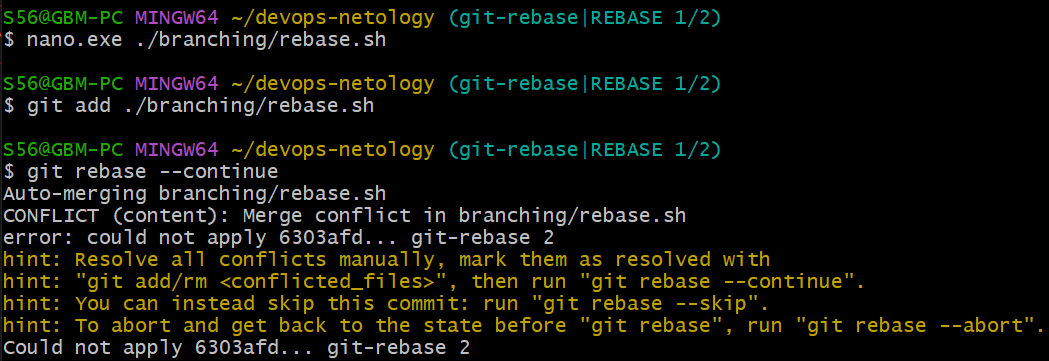 S56@GBM-PC MINGW64 ~/devops-netology (git-rebase|REBASE 1/2)
$ nano.exe ./branching/rebase.sh
S56@GBM-PC MINGW64 ~/devops-netology (git-rebase|REBASE 1/2)
$ git add ./branching/rebase.sh
S56@GBM-PC MINGW64 ~/devops-netology (git-rebase|REBASE 1/2)
$ git rebase --continue
Auto-merging branching/rebase.sh
CONFLICT (content): Merge conflict in branching/rebase.sh
error: could not apply 6303afd... git-rebase 2
hint: Resolve all conflicts manually, mark them as resolved with
hint: "git add/rm <conflicted_files>", then run "git rebase --continue".
hint: You can instead skip this commit: run "git rebase --skip".
hint: To abort and get back to the state before "git rebase", run "git rebase --abort".
Could not apply 6303afd... git-rebase 2